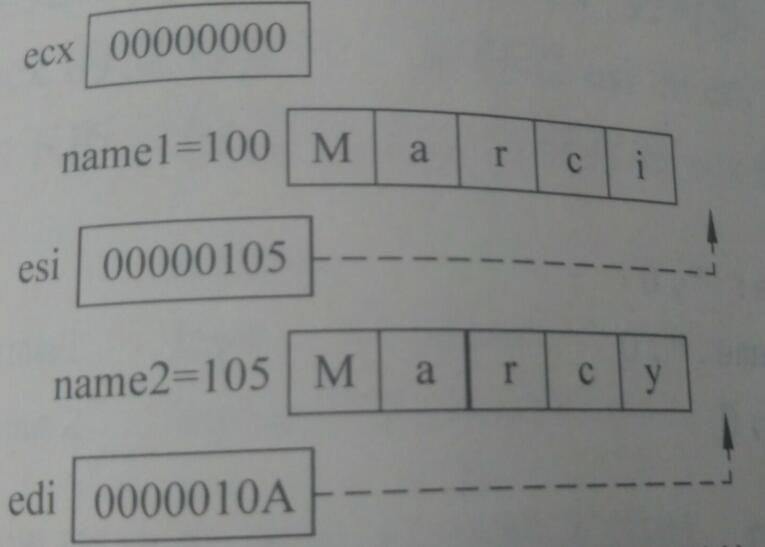 ecx 00000000
name1=100 M a r c i
esi 00000105
name2=105 M a r c y
edi 0000010A